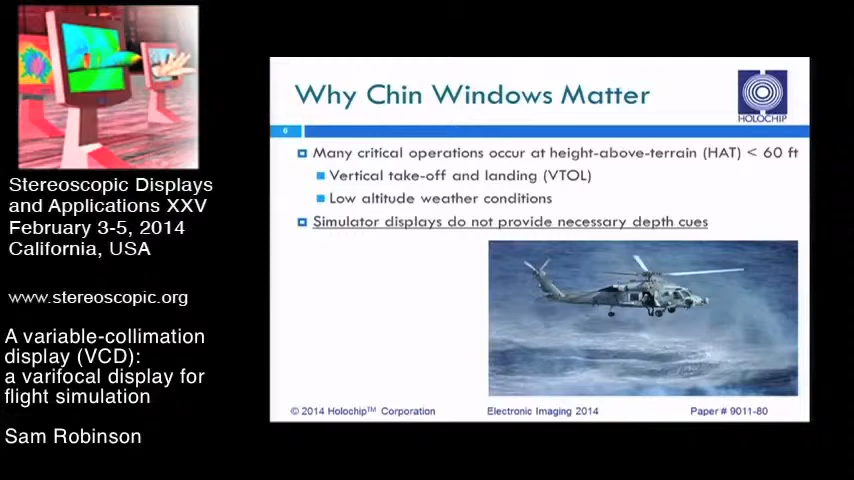 Stereoscopic Displays
and Applications XXV
February 3-5, 2014
California, USA
www.stereoscopic.org
A variable-collimation
display (VCD):
a varifocal display for
flight simulation
Sam Robinson
Why Chin Windows Matter
HOLOCHIP
6
Many critical operations occur at height-above-terrain (HAT) < 60 ft
Vertical take-off and landing (VTOL)
Low altitude weather conditions
Simulator displays do not provide necessary depth cues
© 2014 Holochip™ Corporation
Electronic Imaging 2014
Paper # 9011-80